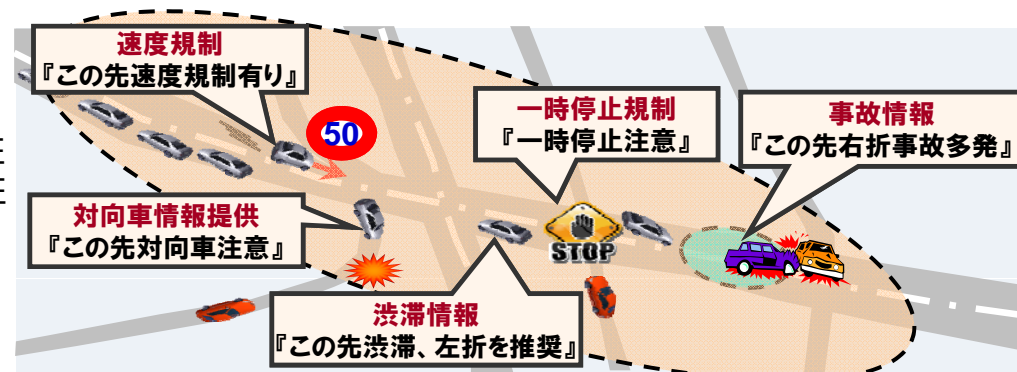 速度規制
『この先速度規制有り』
50
一時停止規制
『一時停止注意』
事故情報
『この先右折事故多発』
対向車情報提供
『この先対向車注意』
STOP
渋滞情報
『この先渋滞、左折を推奨』